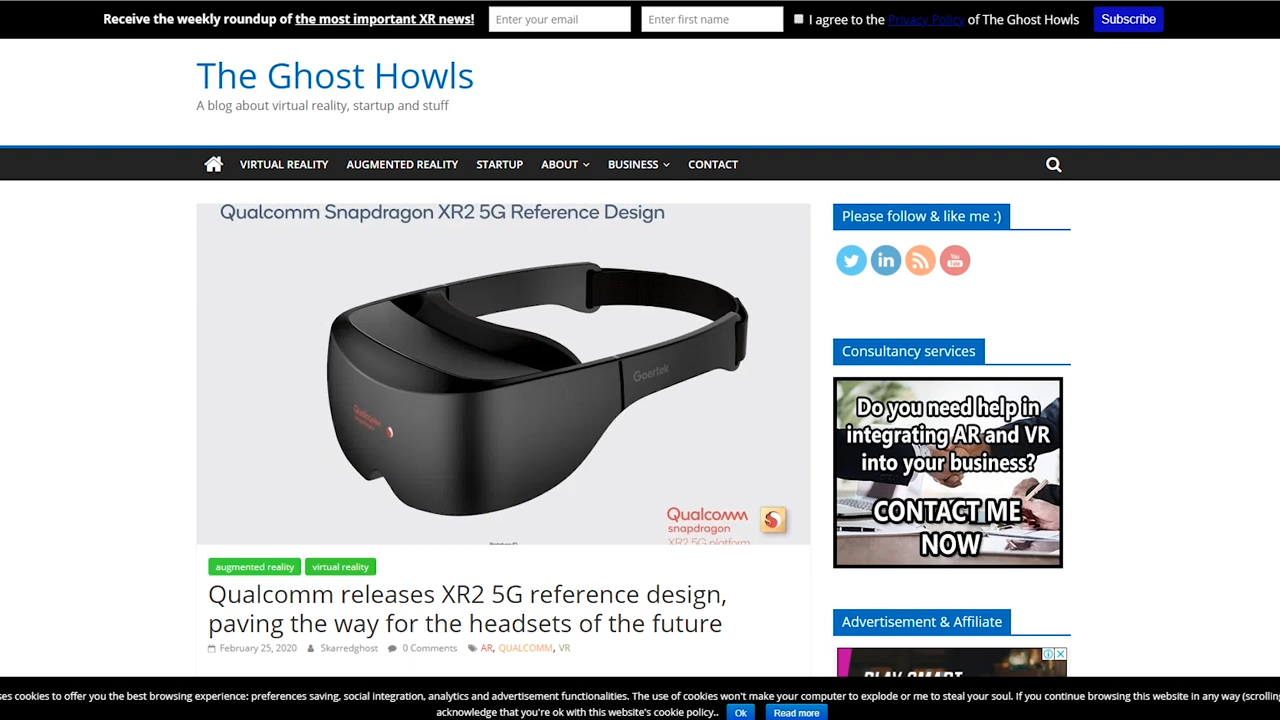 Receive the weekly roundup of the most important XR news! Enter your email Enter first name I agree to the Privacy Policy of The Ghost Howls Subscribe
The Ghost Howls
A blog about virtual reality, startup and stuff
VIRTUAL REALITY AUGMENTED REALITY STARTUP ABOUT BUSINESS CONTACT
Qualcomm Snapdragon XR2 5G Reference Design
Goertek
Qualcomm
snapdragon
Qualcomm
snapdragon
XR2 5G platform
augmented reality virtual reality
Qualcomm releases XR2 5G reference design,
paving the way for the headsets of the future
February 25, 2020 Skarredghost 0 Comments AR, QUALCOMM, VR
Please follow & like me :)
in
You
Tube
Consultancy services
Do you need help in
integrating AR and VR
into your business?
CONTACT ME
NOW
Advertisement & Affiliate
PLAY SMART
ses cookies to offer you the best browsing experience: preferences saving, social integration, analytics and advertisement functionalities. The use of cookies won't make your computer to explode or me to steal your soul. If you continue browsing this website in any way (scrolling
acknowledge that you're ok with this website's cookie policy.. Ok Read more